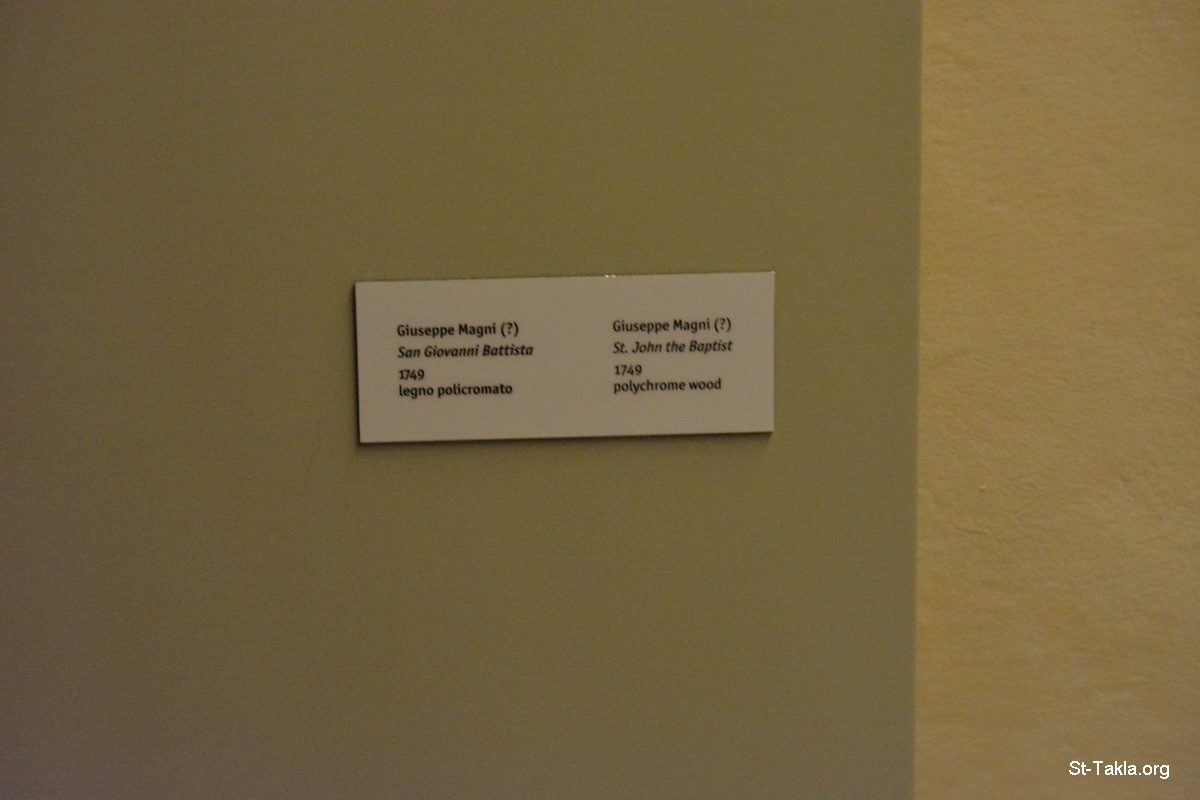 Giuseppe Magni (?)
San Giovanni Battista
1749
legno policromato
Giuseppe Magni (?)
St. John the Baptist
1749
polychrome wood
St-Takla.org